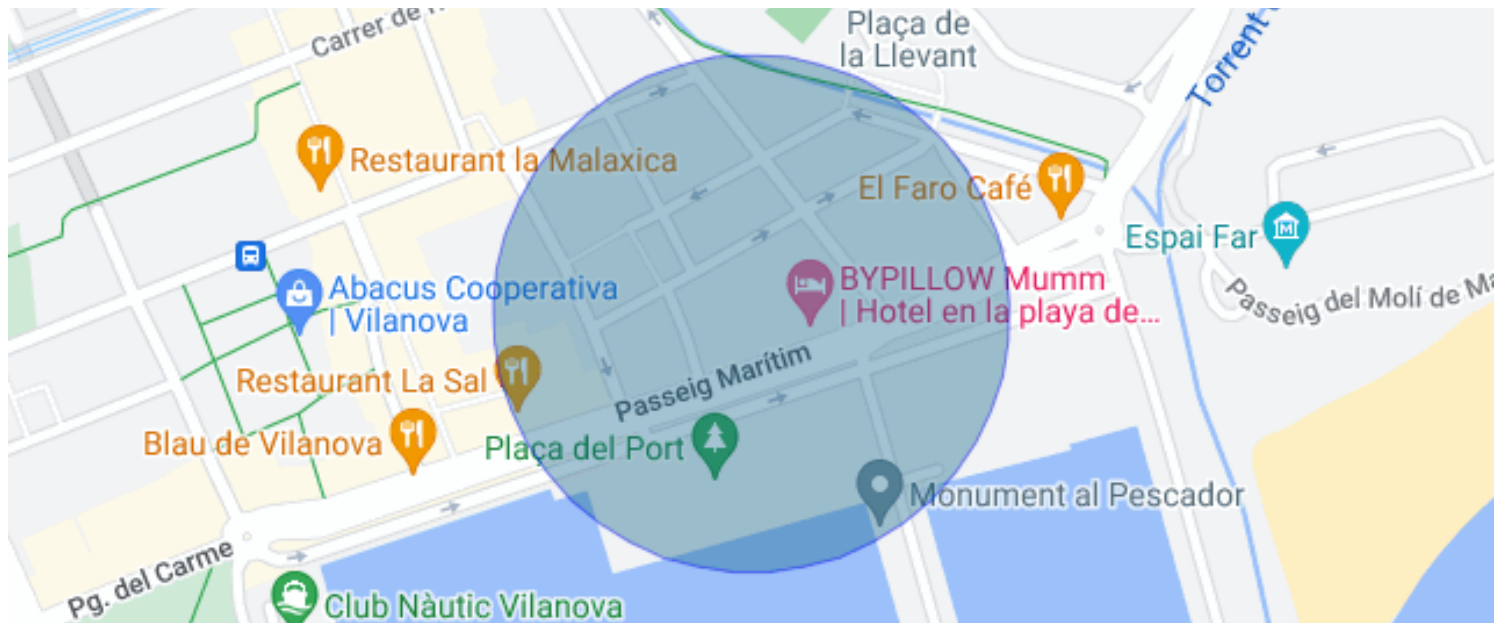 Carrer de
Plaça de
la Llevant
Torrent
Restaurant la Malaxica
El Faro Café
Espai Far
Abacus Cooperativa
| Vilanova
BYPILLOW Mumm
| Hotel en la playa de...
Passeig del Molí de
Restaurant La Sal
Passeig Marítim
Blau de Vilanova
Plaça del Port
Monument al Pescador
Pg. del Carme
Club Nàutic Vilanova